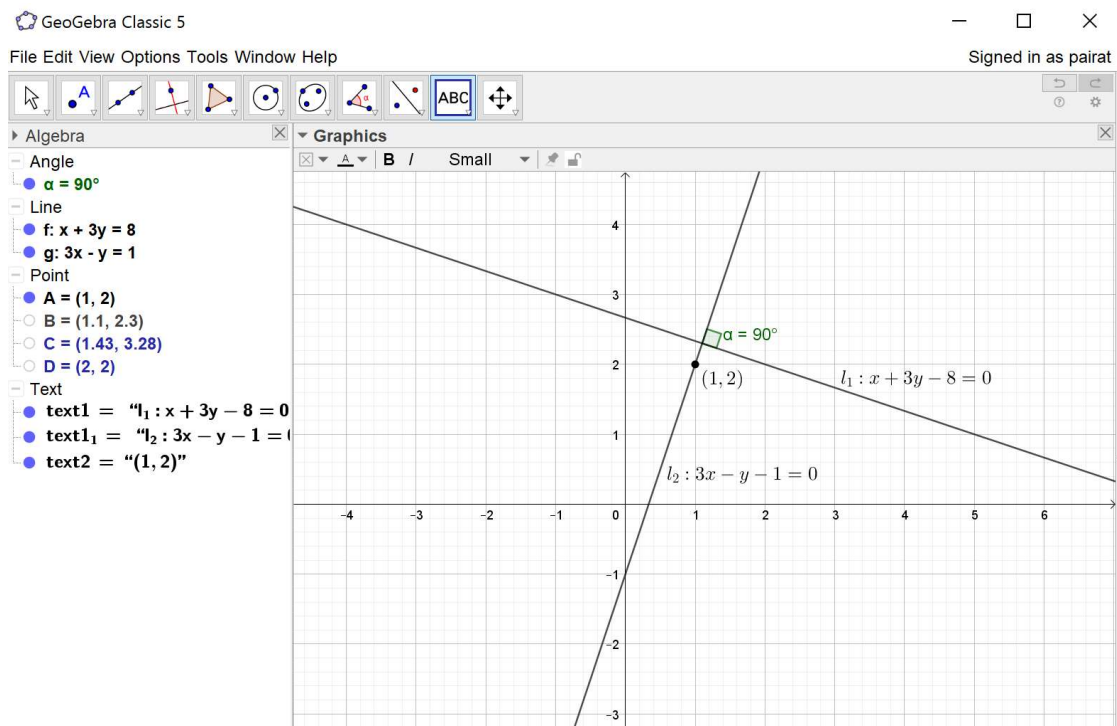 GeoGebra Classic 5
File Edit View Options Tools Window Help
Signed in as pairat
A
α
ABC
Algebra
Graphics
A
B I
Small
Angle
α = 90°
Line
f: x + 3y = 8
g: 3x - y = 1
Point
A = (1, 2)
B = (1.1, 2.3)
C = (1.43, 3.28)
D = (2, 2)
Text
text1 = “l₁ : x + 3y − 8 = 0
text1₁ = “l₂ : 3x − y − 1 = (
text2 = “(1, 2)”
4
3
α = 90°
2
(1, 2)
l₁ : x + 3y − 8 = 0
1
l₂ : 3x − y − 1 = 0
−4 −3 −2 −1 0 1 2 3 4 5 6
−1
−2
−3